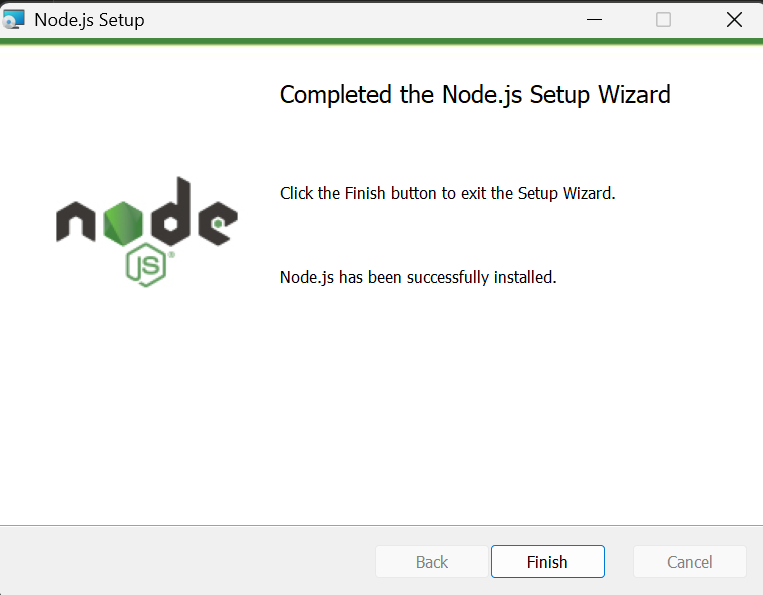 Node.js Setup
Completed the Node.js Setup Wizard
Click the Finish button to exit the Setup Wizard.
node
JS®
Node.js has been successfully installed.
Back
Finish
Cancel